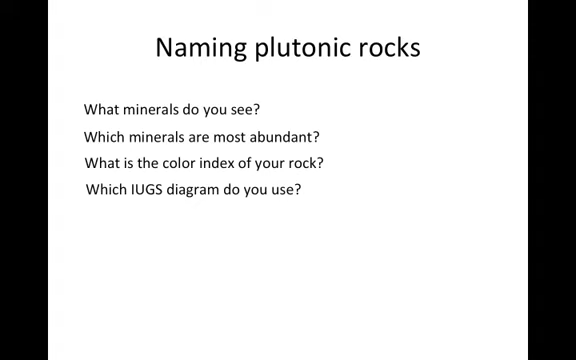 Naming plutonic rocks
What minerals do you see?
Which minerals are most abundant?
What is the color index of your rock?
Which IUGS diagram do you use?